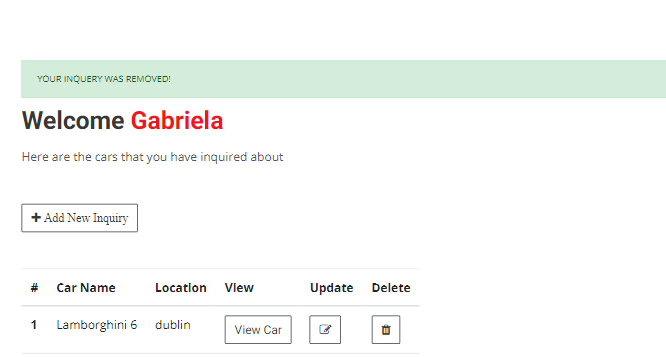 YOUR INQUERY WAS REMOVED!
Welcome Gabriela
Here are the cars that you have inquired about
Add New Inquiry
# Car Name Location View Update Delete
1 Lamborghini 6 dublin View Car